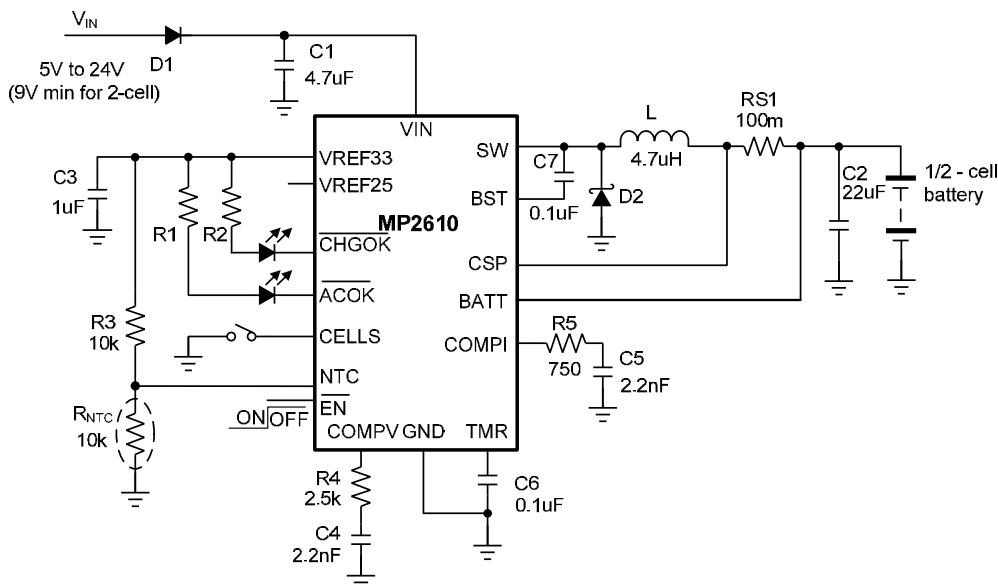 VIN
D1
5V to 24V
(9V min for 2-cell)
C1
4.7uF
VIN
VREF33
VREF25
MP2610
CHGOK
ACOK
CELLS
NTC
EN
COMPV GND TMR
SW
BST
CSP
BATT
COMPI
C3
1uF
R1
R2
R3
10k
RNTC
10k
ON OFF
R4
2.5k
C4
2.2nF
C6
0.1uF
C7
0.1uF
D2
L
4.7uH
RS1
100m
C2
22uF
1/2 - cell
battery
R5
750
C5
2.2nF